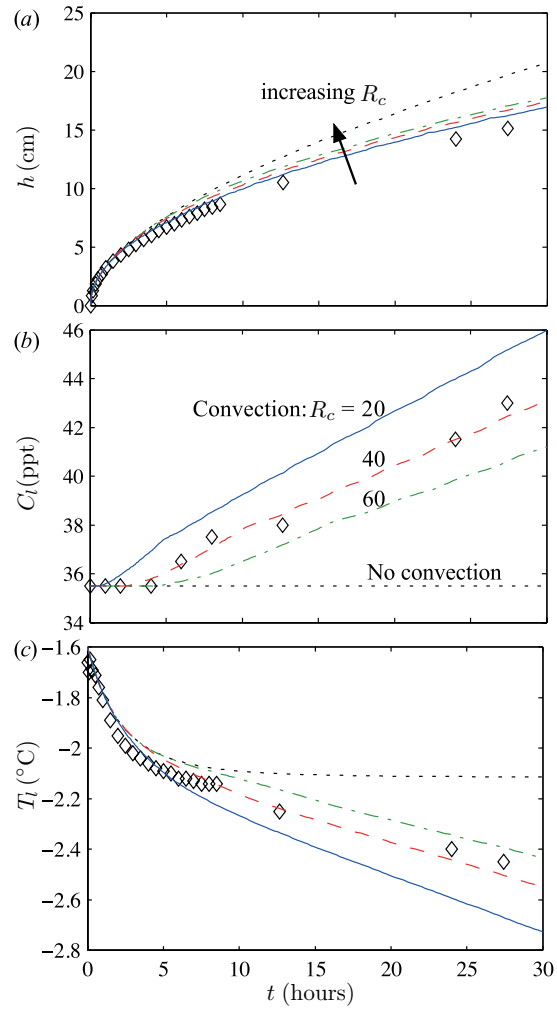 (a)
25
20
15
10
5
0
h (cm)
increasing R_c
(b)
46
44
42
40
38
36
34
C_l(ppt)
Convection: R_c = 20
40
60
No convection
(c)
−1.6
−1.8
−2
−2.2
−2.4
−2.6
−2.8
T_l (°C)
0 5 10 15 20 25 30
t (hours)